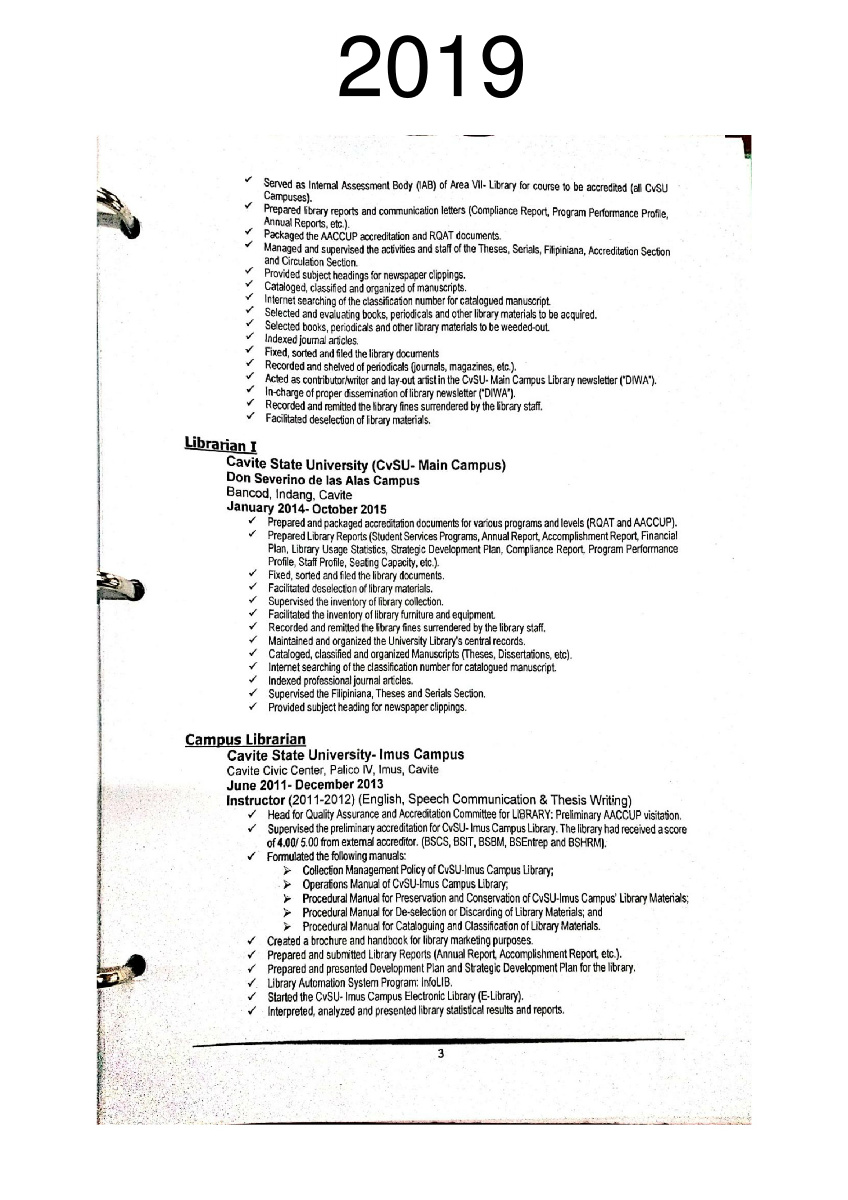 2019
✓ Served as Internal Assessment Body (IAB) of Area VII- Library for course to be accredited (all CvSU
Campuses).
✓ Prepared library reports and communication letters (Compliance Report, Program Performance Profile,
Annual Reports, etc.).
✓ Packaged the AACCUP accreditation and RQAT documents.
✓ Managed and supervised the activities and staff of the Theses, Serials, Filipiniana, Accreditation Section
and Circulation Section.
✓ Provided subject headings for newspaper clippings.
✓ Cataloged, classified and organized of manuscripts.
✓ Internet searching of the classification number for catalogued manuscript.
✓ Selected and evaluating books, periodicals and other library materials to be acquired.
✓ Selected books, periodicals and other library materials to be weeded-out.
✓ Indexed journal articles.
✓ Fixed, sorted and filed the library documents
✓ Recorded and shelved of periodicals (journals, magazines, etc.).
✓ Acted as contributor/writer and lay-out artist in the CvSU- Main Campus Library newsletter ("DIWA").
✓ In-charge of proper dissemination of library newsletter ("DIWA").
✓ Recorded and remitted the library fines surrendered by the library staff.
✓ Facilitated deselection of library materials.
Librarian I
Cavite State University (CvSU- Main Campus)
Don Severino de las Alas Campus
Bancod, Indang, Cavite
January 2014- October 2015
✓ Prepared and packaged accreditation documents for various programs and levels (RQAT and AACCUP).
✓ Prepared Library Reports (Student Services Programs, Annual Report, Accomplishment Report, Financial
Plan, Library Usage Statistics, Strategic Development Plan, Compliance Report, Program Performance
Profile, Staff Profile, Seating Capacity, etc.).
✓ Fixed, sorted and filed the library documents.
✓ Facilitated deselection of library materials.
✓ Supervised the inventory of library collection.
✓ Facilitated the inventory of library furniture and equipment.
✓ Recorded and remitted the library fines surrendered by the library staff.
✓ Maintained and organized the University Library's central records.
✓ Cataloged, classified and organized Manuscripts (Theses, Dissertations, etc).
✓ Internet searching of the classification number for catalogued manuscript.
✓ Indexed professional journal articles.
✓ Supervised the Filipiniana, Theses and Serials Section.
✓ Provided subject heading for newspaper clippings.
Campus Librarian
Cavite State University- Imus Campus
Cavite Civic Center, Palico IV, Imus, Cavite
June 2011- December 2013
Instructor (2011-2012) (English, Speech Communication & Thesis Writing)
✓ Head for Quality Assurance and Accreditation Committee for LIBRARY: Preliminary AACCUP visitation.
✓ Supervised the preliminary accreditation for CvSU- Imus Campus Library. The library had received a score
of 4.00/ 5.00 from external accreditor. (BSCS, BSIT, BSBM, BSEntrep and BSHRM).
✓ Formulated the following manuals:
➢ Collection Management Policy of CvSU-Imus Campus Library;
➢ Operations Manual of CvSU-Imus Campus Library;
➢ Procedural Manual for Preservation and Conservation of CvSU-Imus Campus' Library Materials;
➢ Procedural Manual for De-selection or Discarding of Library Materials; and
➢ Procedural Manual for Cataloguing and Classification of Library Materials.
✓ Created a brochure and handbook for library marketing purposes.
✓ Prepared and submitted Library Reports (Annual Report, Accomplishment Report, etc.).
✓ Prepared and presented Development Plan and Strategic Development Plan for the library.
✓ Library Automation System Program: InfoLIB.
✓ Started the CvSU- Imus Campus Electronic Library (E-Library).
✓ Interpreted, analyzed and presented library statistical results and reports.
3